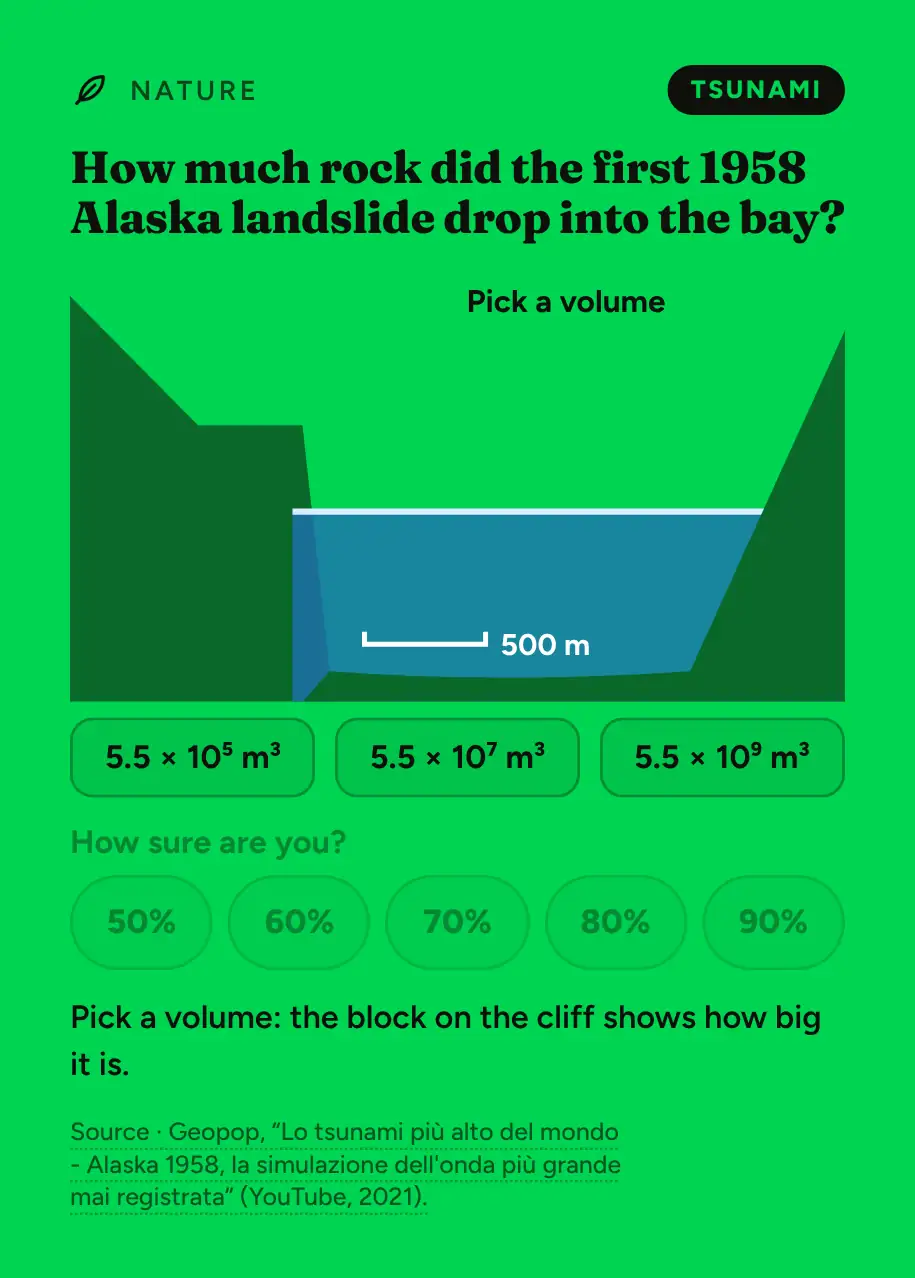 NATURE
TSUNAMI
How much rock did the first 1958
Alaska landslide drop into the bay?
Pick a volume
500 m
5.5 × 10⁵ m³
5.5 × 10⁷ m³
5.5 × 10⁹ m³
How sure are you?
50%
60%
70%
80%
90%
Pick a volume: the block on the cliff shows how big
it is.
Source · Geopop, “Lo tsunami più alto del mondo
- Alaska 1958, la simulazione dell'onda più grande
mai registrata” (YouTube, 2021).